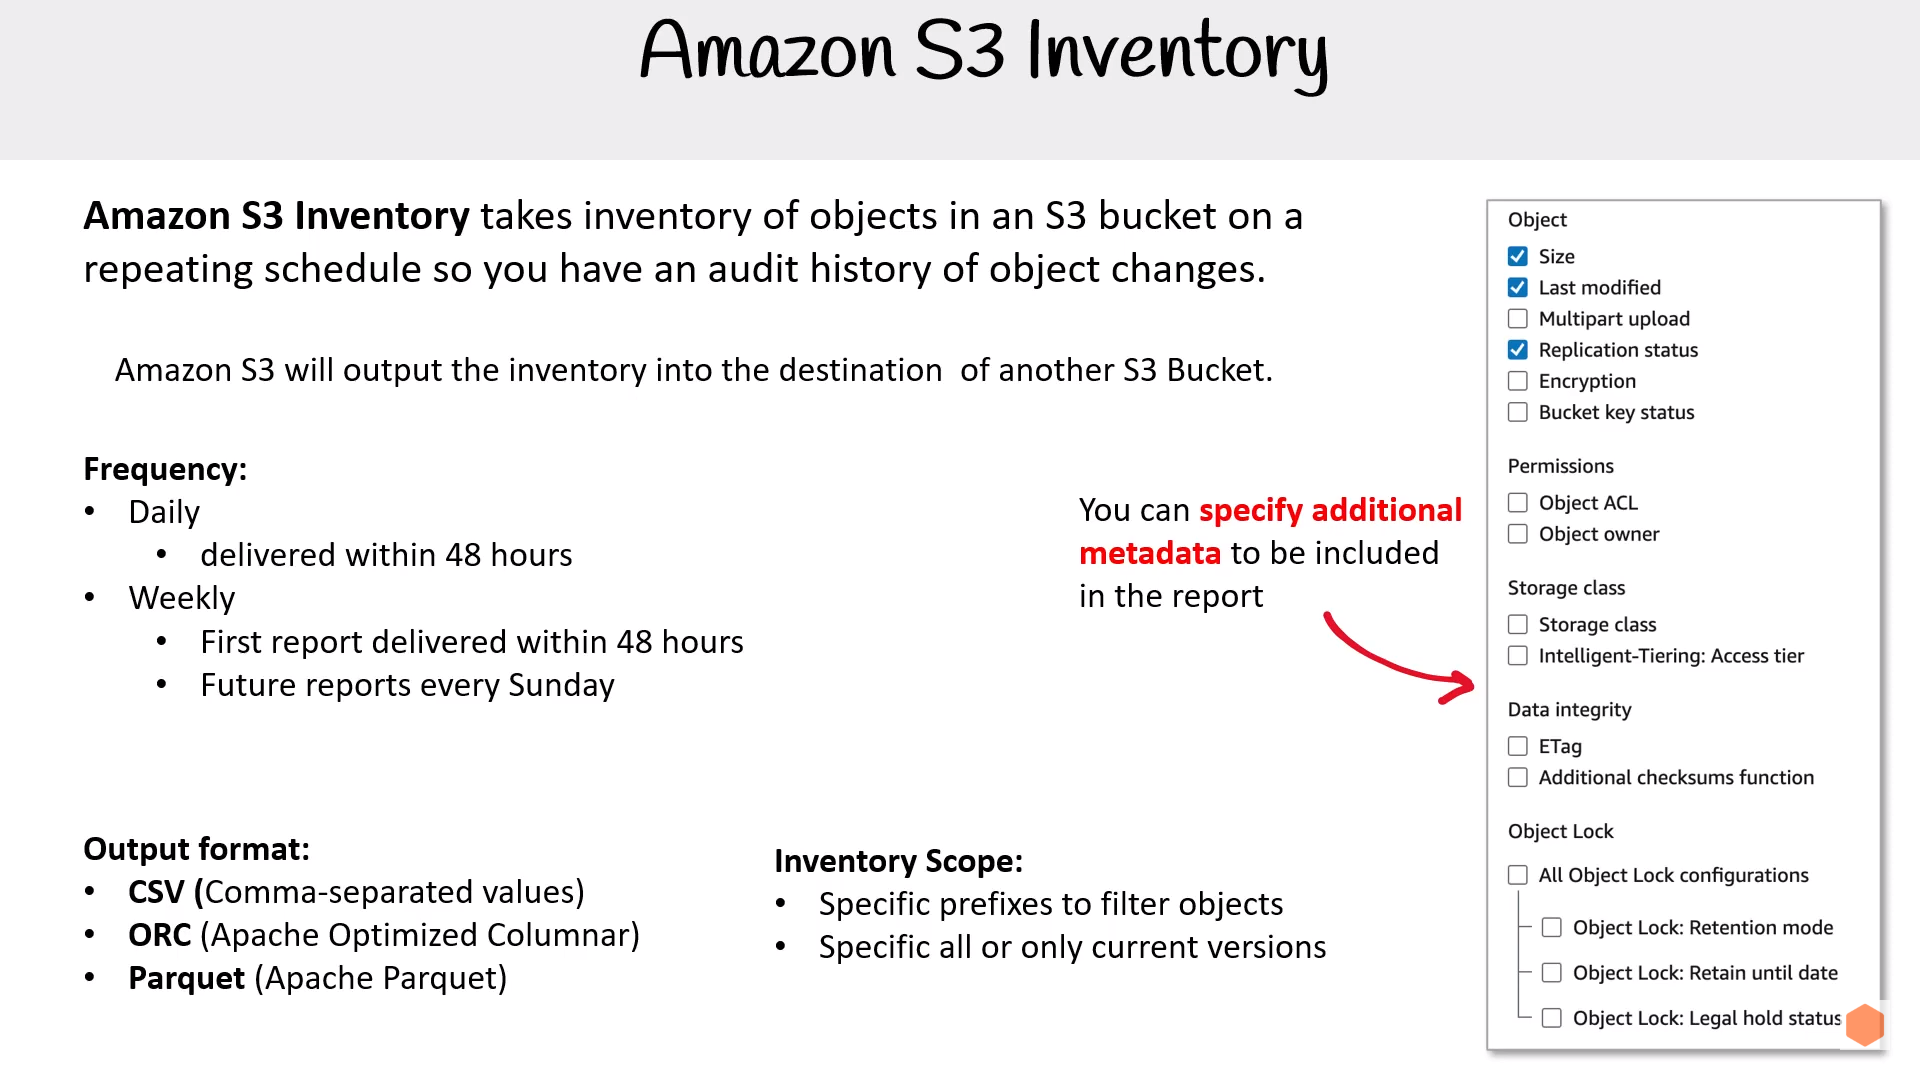 Amazon S3 Inventory
Amazon S3 Inventory takes inventory of objects in an S3 bucket on a
repeating schedule so you have an audit history of object changes.
Amazon S3 will output the inventory into the destination  of another S3 Bucket.
Frequency:
• Daily
• delivered within 48 hours
• Weekly
• First report delivered within 48 hours
• Future reports every Sunday
Output format:
• CSV (Comma-separated values)
• ORC (Apache Optimized Columnar)
• Parquet (Apache Parquet)
Inventory Scope:
• Specific prefixes to filter objects
• Specific all or only current versions
You can specify additional
metadata to be included
in the report
Object
Size
Last modified
Multipart upload
Replication status
Encryption
Bucket key status
Permissions
Object ACL
Object owner
Storage class
Storage class
Intelligent-Tiering: Access tier
Data integrity
ETag
Additional checksums function
Object Lock
All Object Lock configurations
Object Lock: Retention mode
Object Lock: Retain until date
Object Lock: Legal hold status